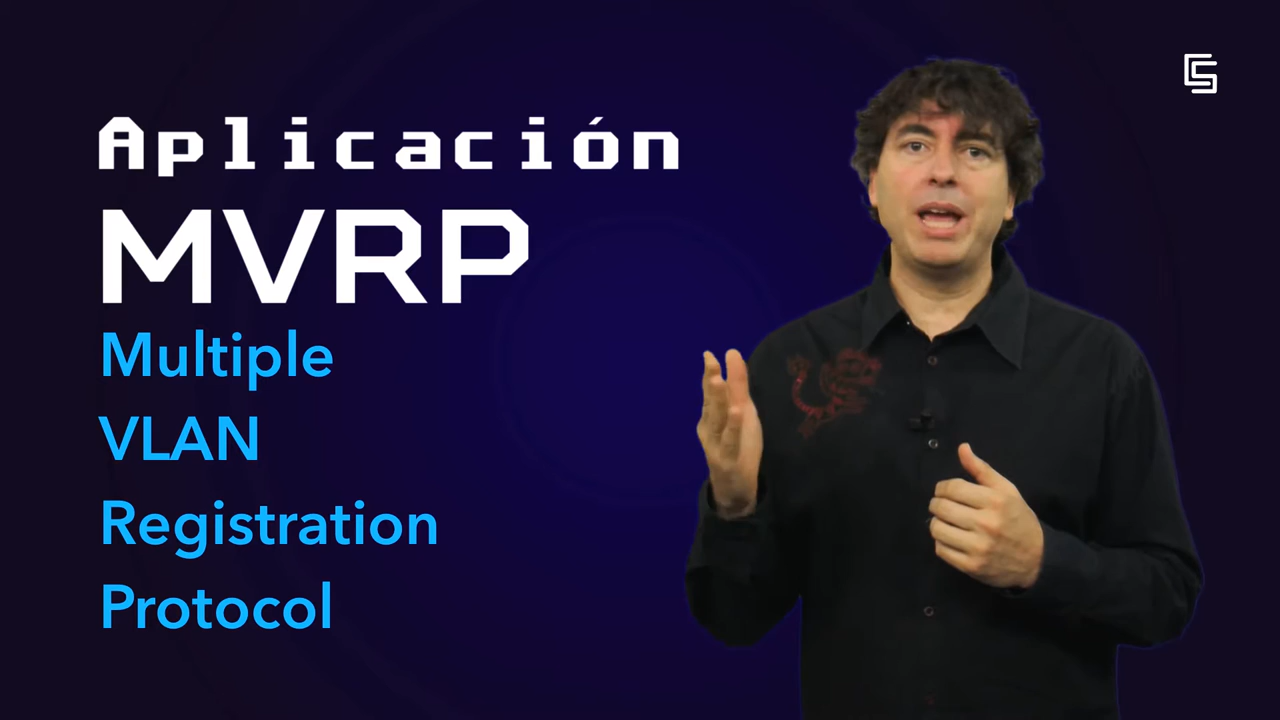 Aplicación
MVRP
Multiple
VLAN
Registration
Protocol